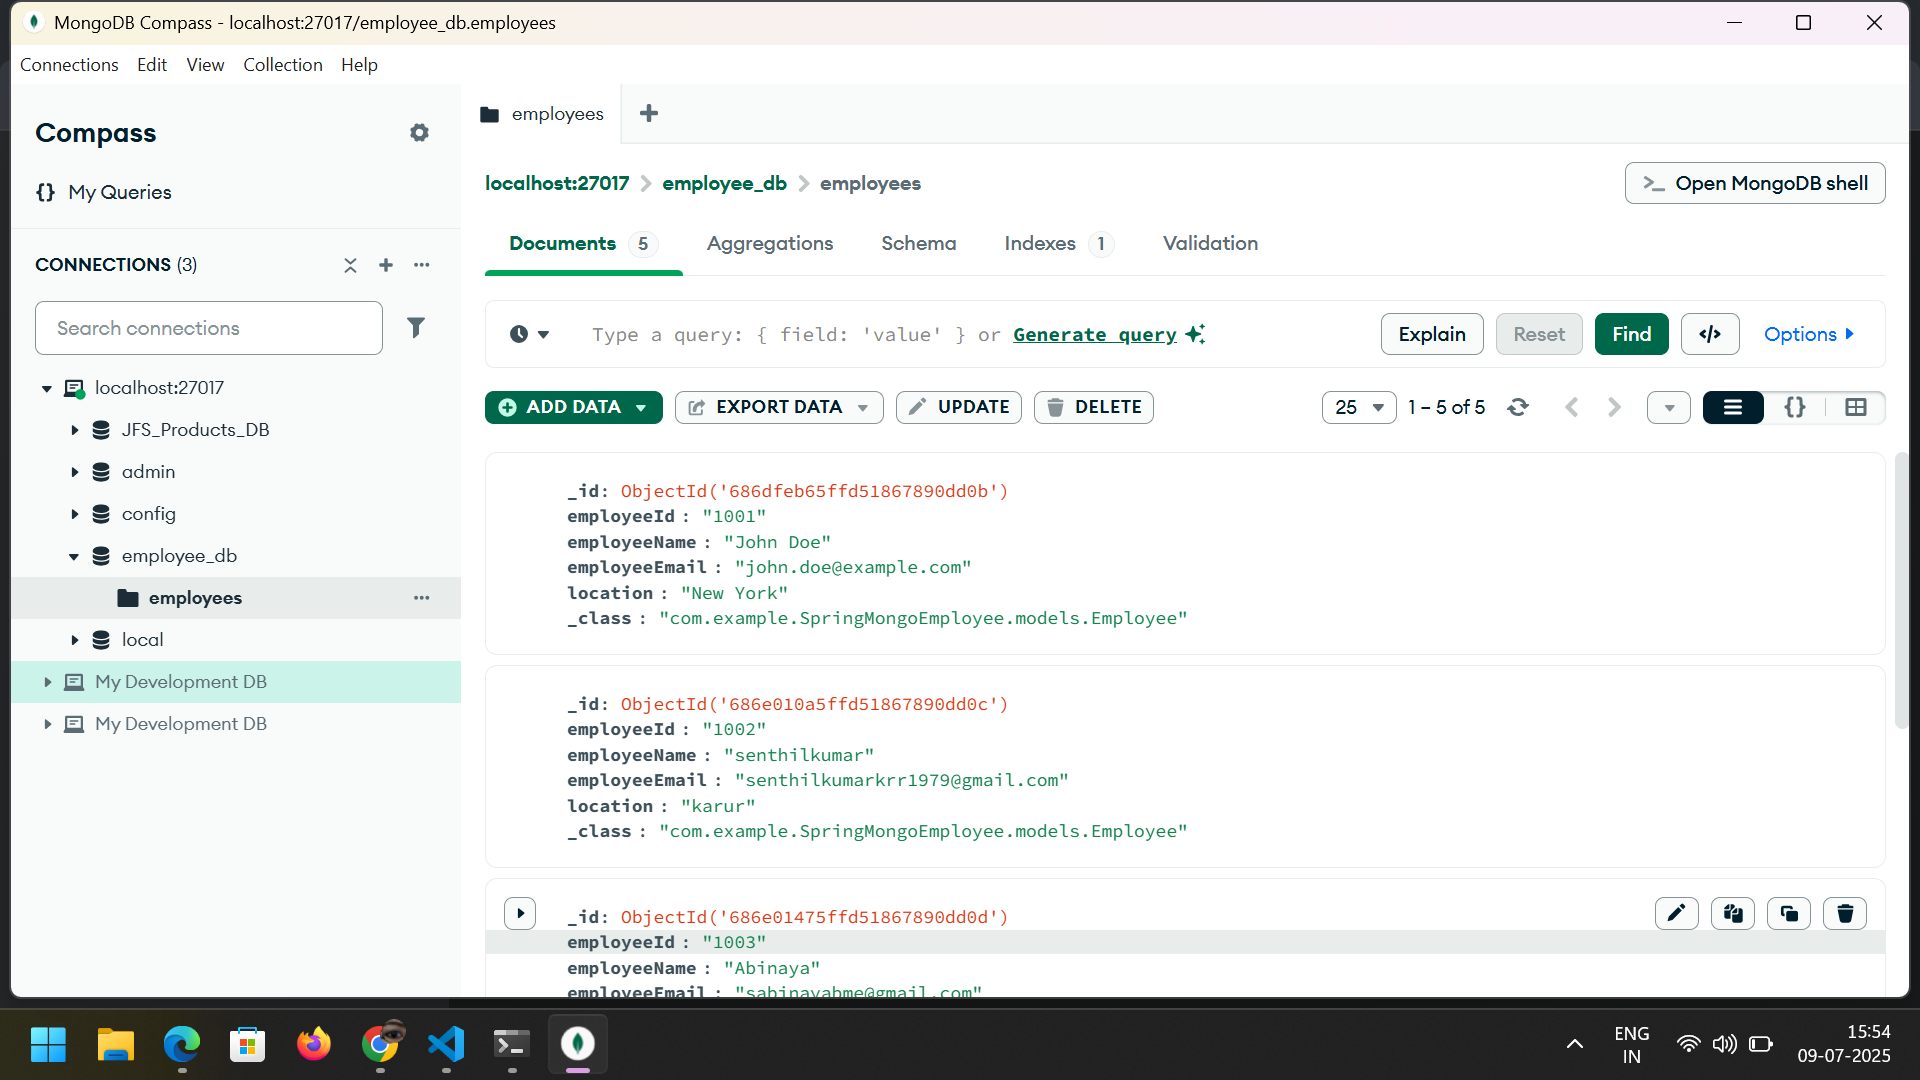 MongoDB Compass - localhost:27017/employee_db.employees
Connections Edit View Collection Help
Compass
My Queries
CONNECTIONS (3)
Search connections
localhost:27017
JFS_Products_DB
admin
config
employee_db
employees
local
My Development DB
My Development DB
employees
localhost:27017 > employee_db > employees
>_ Open MongoDB shell
Documents 5 Aggregations Schema Indexes 1 Validation
Type a query: { field: 'value' } or Generate query
Explain Reset Find </> Options
ADD DATA EXPORT DATA UPDATE DELETE
25 1 – 5 of 5 {}
_id: ObjectId('686dfeb65ffd51867890dd0b')
employeeId : "1001"
employeeName : "John Doe"
employeeEmail : "john.doe@example.com"
location : "New York"
_class : "com.example.SpringMongoEmployee.models.Employee"
_id: ObjectId('686e010a5ffd51867890dd0c')
employeeId : "1002"
employeeName : "senthilkumar"
employeeEmail : "senthilkumarkrr1979@gmail.com"
location : "karur"
_class : "com.example.SpringMongoEmployee.models.Employee"
_id: ObjectId('686e01475ffd51867890dd0d')
employeeId : "1003"
employeeName : "Abinaya"
employeeEmail : "sabinayabme@gmail.com"
ENG
IN
15:54
09-07-2025